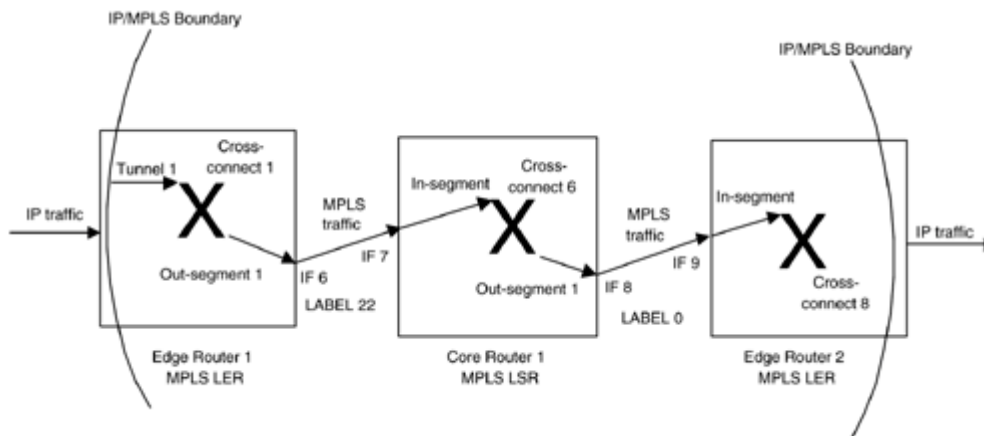 IP/MPLS Boundary
IP/MPLS Boundary
Cross-
connect 1
Tunnel 1
IP traffic
Out-segment 1
IF 6
LABEL 22
MPLS
traffic
IF 7
In-segment
Cross-
connect 6
Out-segment 1
IF 8
LABEL 0
MPLS
traffic
IF 9
In-segment
Cross-
connect 8
IP traffic
Edge Router 1
MPLS LER
Core Router 1
MPLS LSR
Edge Router 2
MPLS LER